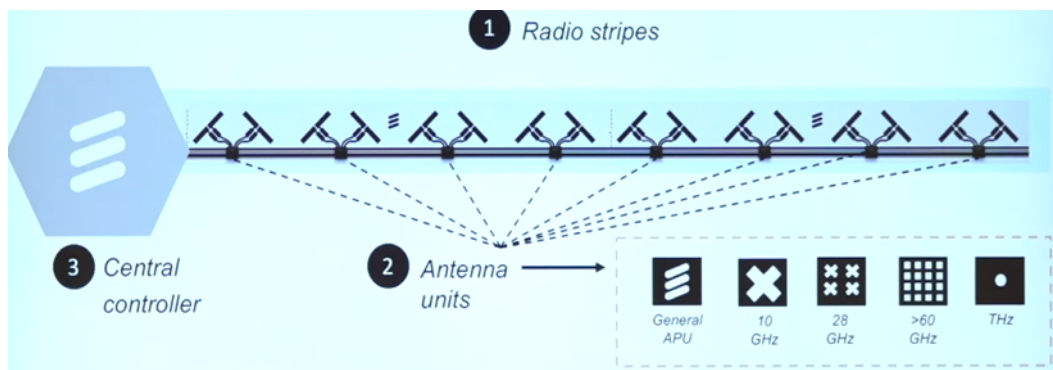 1 Radio stripes
3 Central
controller
2 Antenna
units
General
APU
10
GHz
28
GHz
>60
GHz
THz